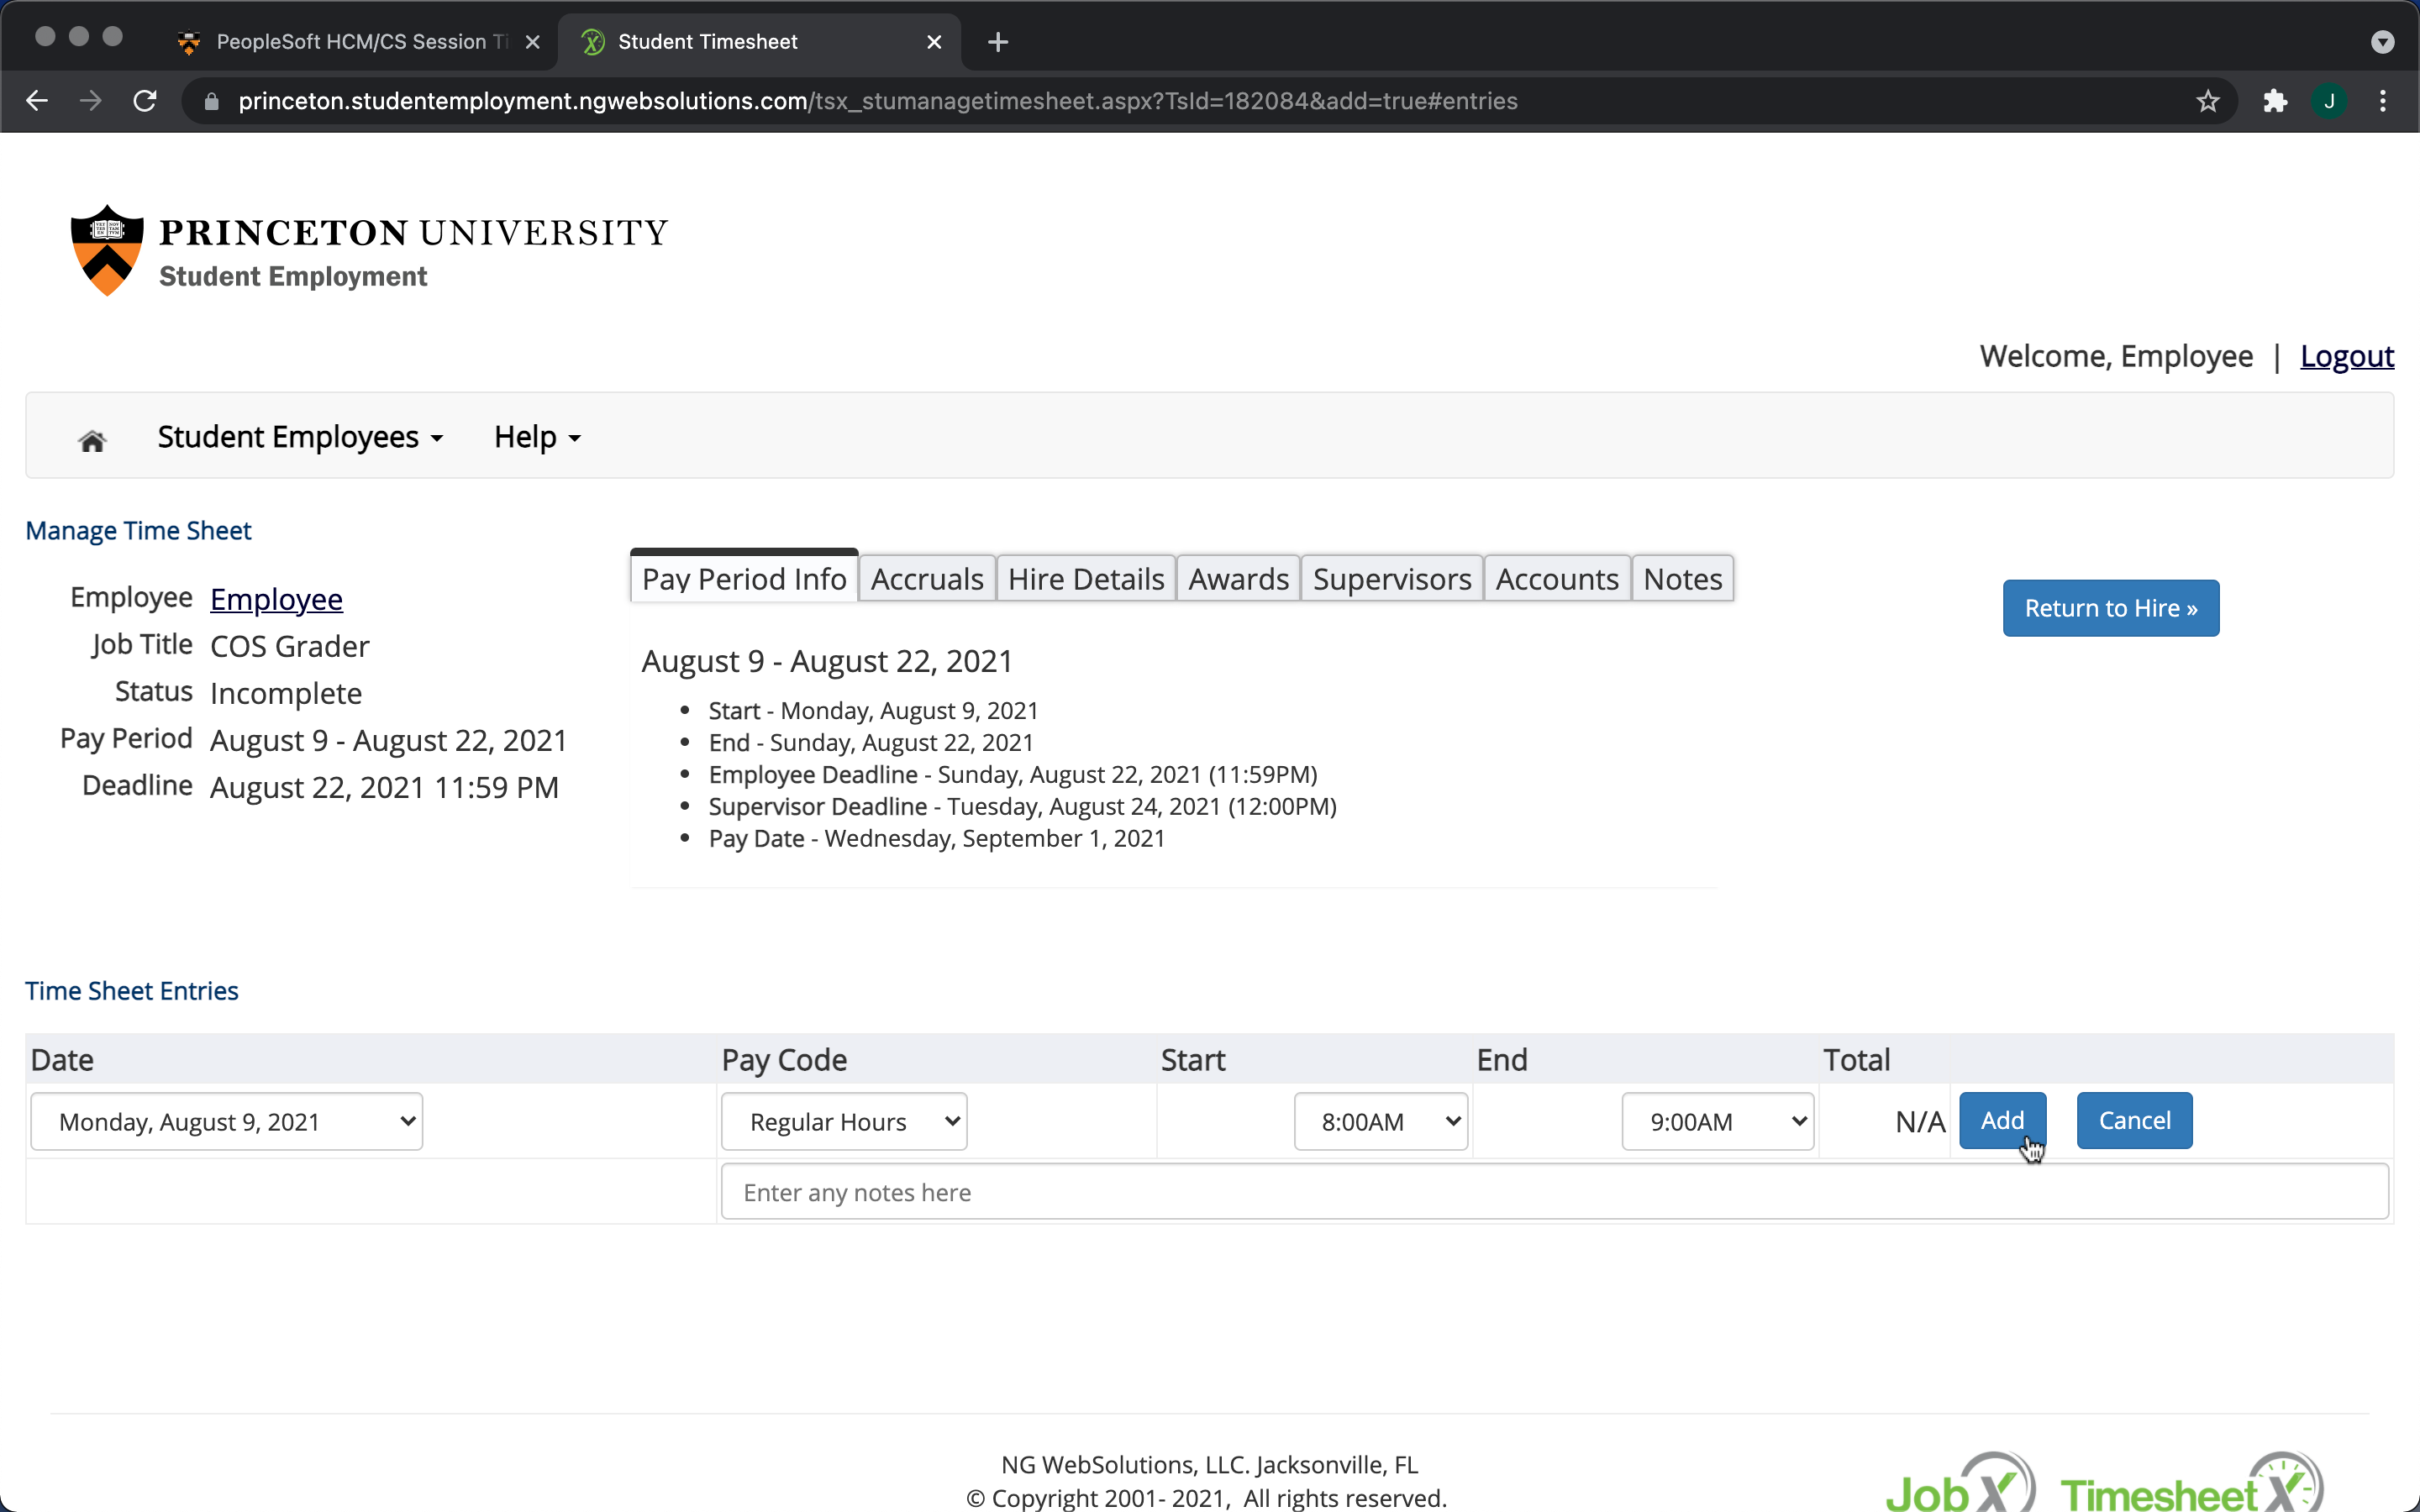 PeopleSoft HCM/CS Session Ti
Student Timesheet
princeton.studentemployment.ngwebsolutions.com/tsx_stumanagetimesheet.aspx?TsId=182084&add=true#entries
J
PRINCETON UNIVERSITY
Student Employment
Welcome, Employee | Logout
Student Employees
Help
Manage Time Sheet
Employee Employee
Job Title COS Grader
Status Incomplete
Pay Period August 9 - August 22, 2021
Deadline August 22, 2021 11:59 PM
Pay Period Info Accruals Hire Details Awards Supervisors Accounts Notes
August 9 - August 22, 2021
• Start - Monday, August 9, 2021
• End - Sunday, August 22, 2021
• Employee Deadline - Sunday, August 22, 2021 (11:59PM)
• Supervisor Deadline - Tuesday, August 24, 2021 (12:00PM)
• Pay Date - Wednesday, September 1, 2021
Return to Hire »
Time Sheet Entries
Date Pay Code Start End Total
Monday, August 9, 2021 Regular Hours 8:00AM 9:00AM N/A Add Cancel
Enter any notes here
NG WebSolutions, LLC. Jacksonville, FL
© Copyright 2001- 2021, All rights reserved.
JobX TimesheetX